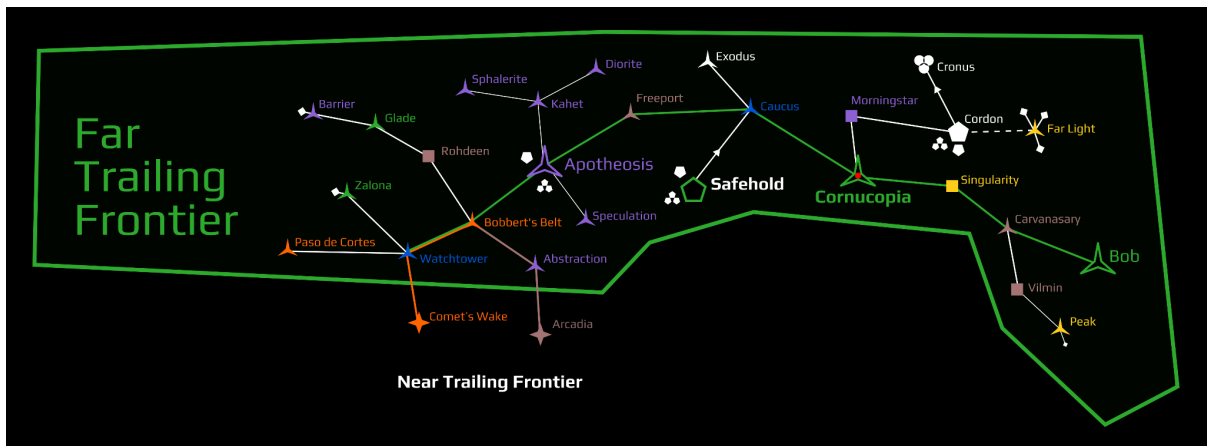 Far
Trailing
Frontier
Exodus
Diorite
Cronus
Sphalerite
Freeport
Kahet
Barrier
Glade
Caucus
Morningstar
Cordon
Far Light
Rohdeen
Apotheosis
Safehold
Zalona
Cornucopia
Singularity
Speculation
Bobbert's Belt
Carvanasary
Paso de Cortes
Watchtower
Abstraction
Bob
Vilmin
Comet's Wake
Arcadia
Peak
Near Trailing Frontier